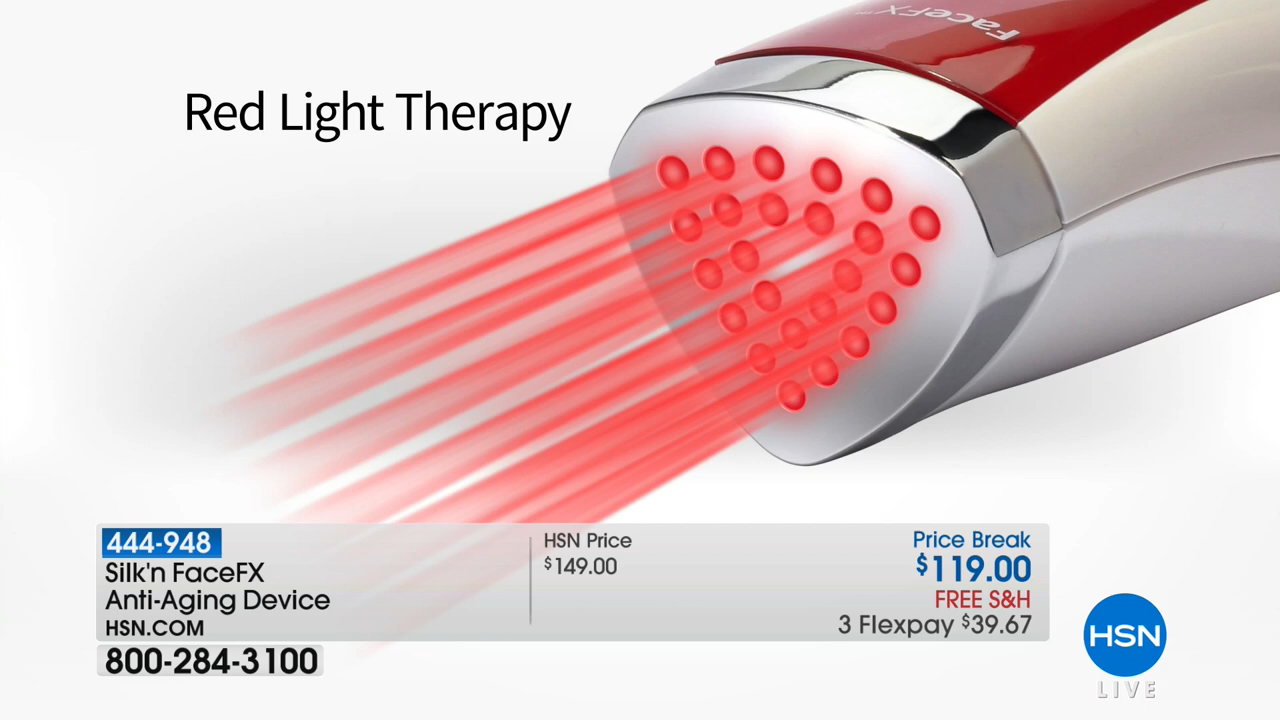 FaceFX™
Red Light Therapy
444-948
Silk'n FaceFX
Anti-Aging Device
HSN.COM
800-284-3100
HSN Price
$149.00
Price Break
$119.00
FREE S&H
3 Flexpay $39.67
HSN
LIVE